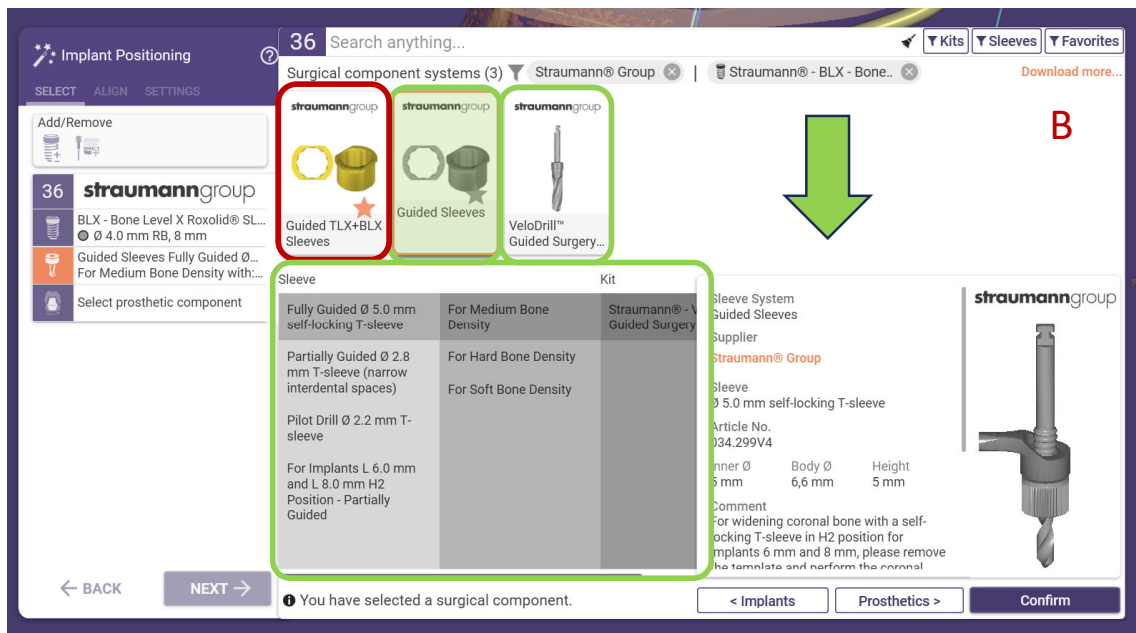 Implant Positioning
SELECT ALIGN SETTINGS
Add/Remove
36 straumanngroup
BLX - Bone Level X Roxolid® SL...
Ø 4.0 mm RB, 8 mm
Guided Sleeves Fully Guided Ø...
For Medium Bone Density with:...
Select prosthetic component
← BACK
NEXT →
36 Search anything...
Kits
Sleeves
Favorites
Surgical component systems (3)
Straumann® Group
|
Straumann® - BLX - Bone..
Download more...
B
straumanngroup
Guided TLX+BLX
Sleeves
straumanngroup
Guided Sleeves
straumanngroup
VeloDrill™
Guided Surgery...
Sleeve
Kit
Fully Guided Ø 5.0 mm
self-locking T-sleeve
Partially Guided Ø 2.8
mm T-sleeve (narrow
interdental spaces)
Pilot Drill Ø 2.2 mm T-
sleeve
For Implants L 6.0 mm
and L 8.0 mm H2
Position - Partially
Guided
For Medium Bone
Density
For Hard Bone Density
For Soft Bone Density
Straumann® - V
Guided Surgery
Sleeve System
Guided Sleeves
Supplier
Straumann® Group
Sleeve
Ø 5.0 mm self-locking T-sleeve
Article No.
034.299V4
Inner Ø Body Ø Height
5 mm 6,6 mm 5 mm
Comment
For widening coronal bone with a self-
locking T-sleeve in H2 position for
implants 6 mm and 8 mm, please remove
the template and perform the coronal
straumanngroup
You have selected a surgical component.
< Implants
Prosthetics >
Confirm